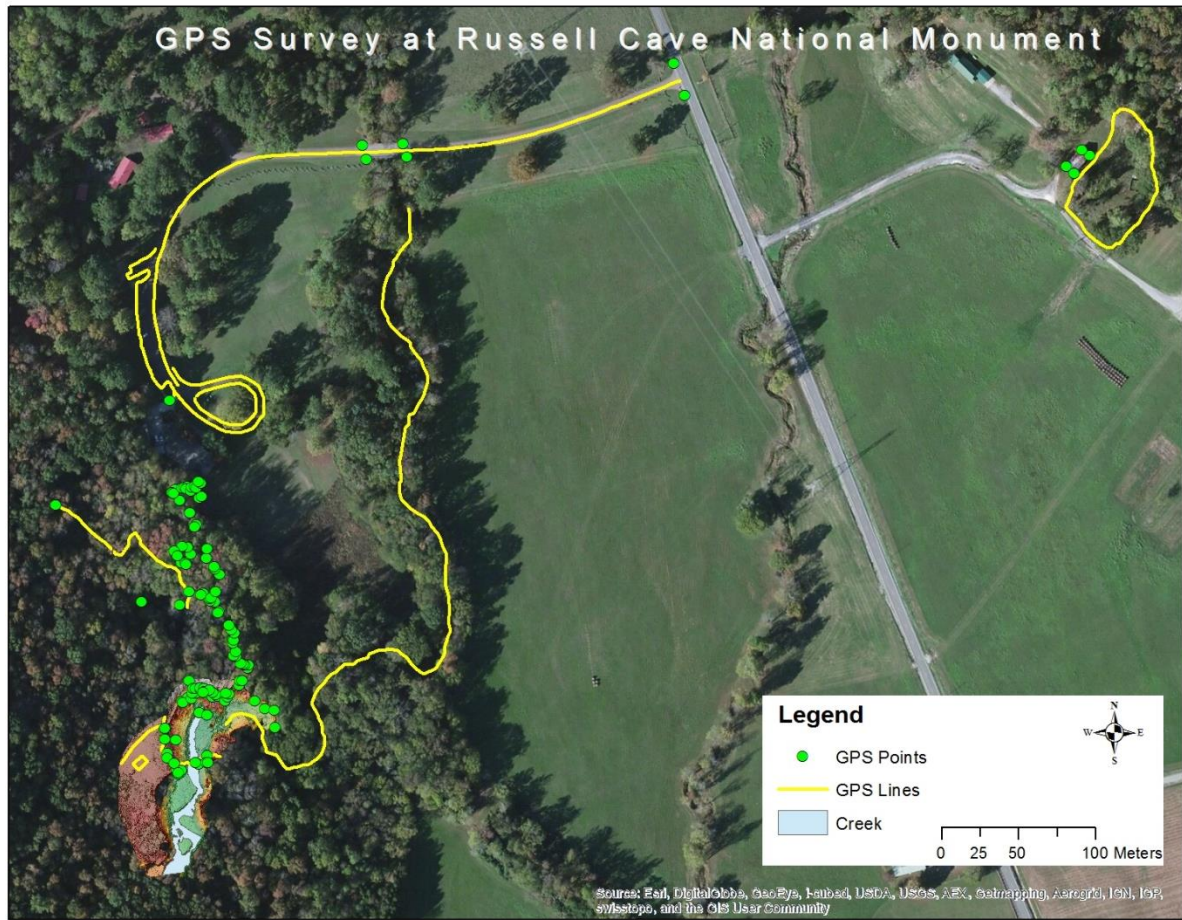 GPS Survey at Russell Cave National Monument
Legend
N
W E
S
GPS Points
GPS Lines
Creek
0 25 50 100 Meters
Source: Esri, DigitalGlobe, GeoEye, i-cubed, USDA, USGS, AEX, Getmapping, Aerogrid, IGN, IGP,
swisstopo, and the GIS User Community